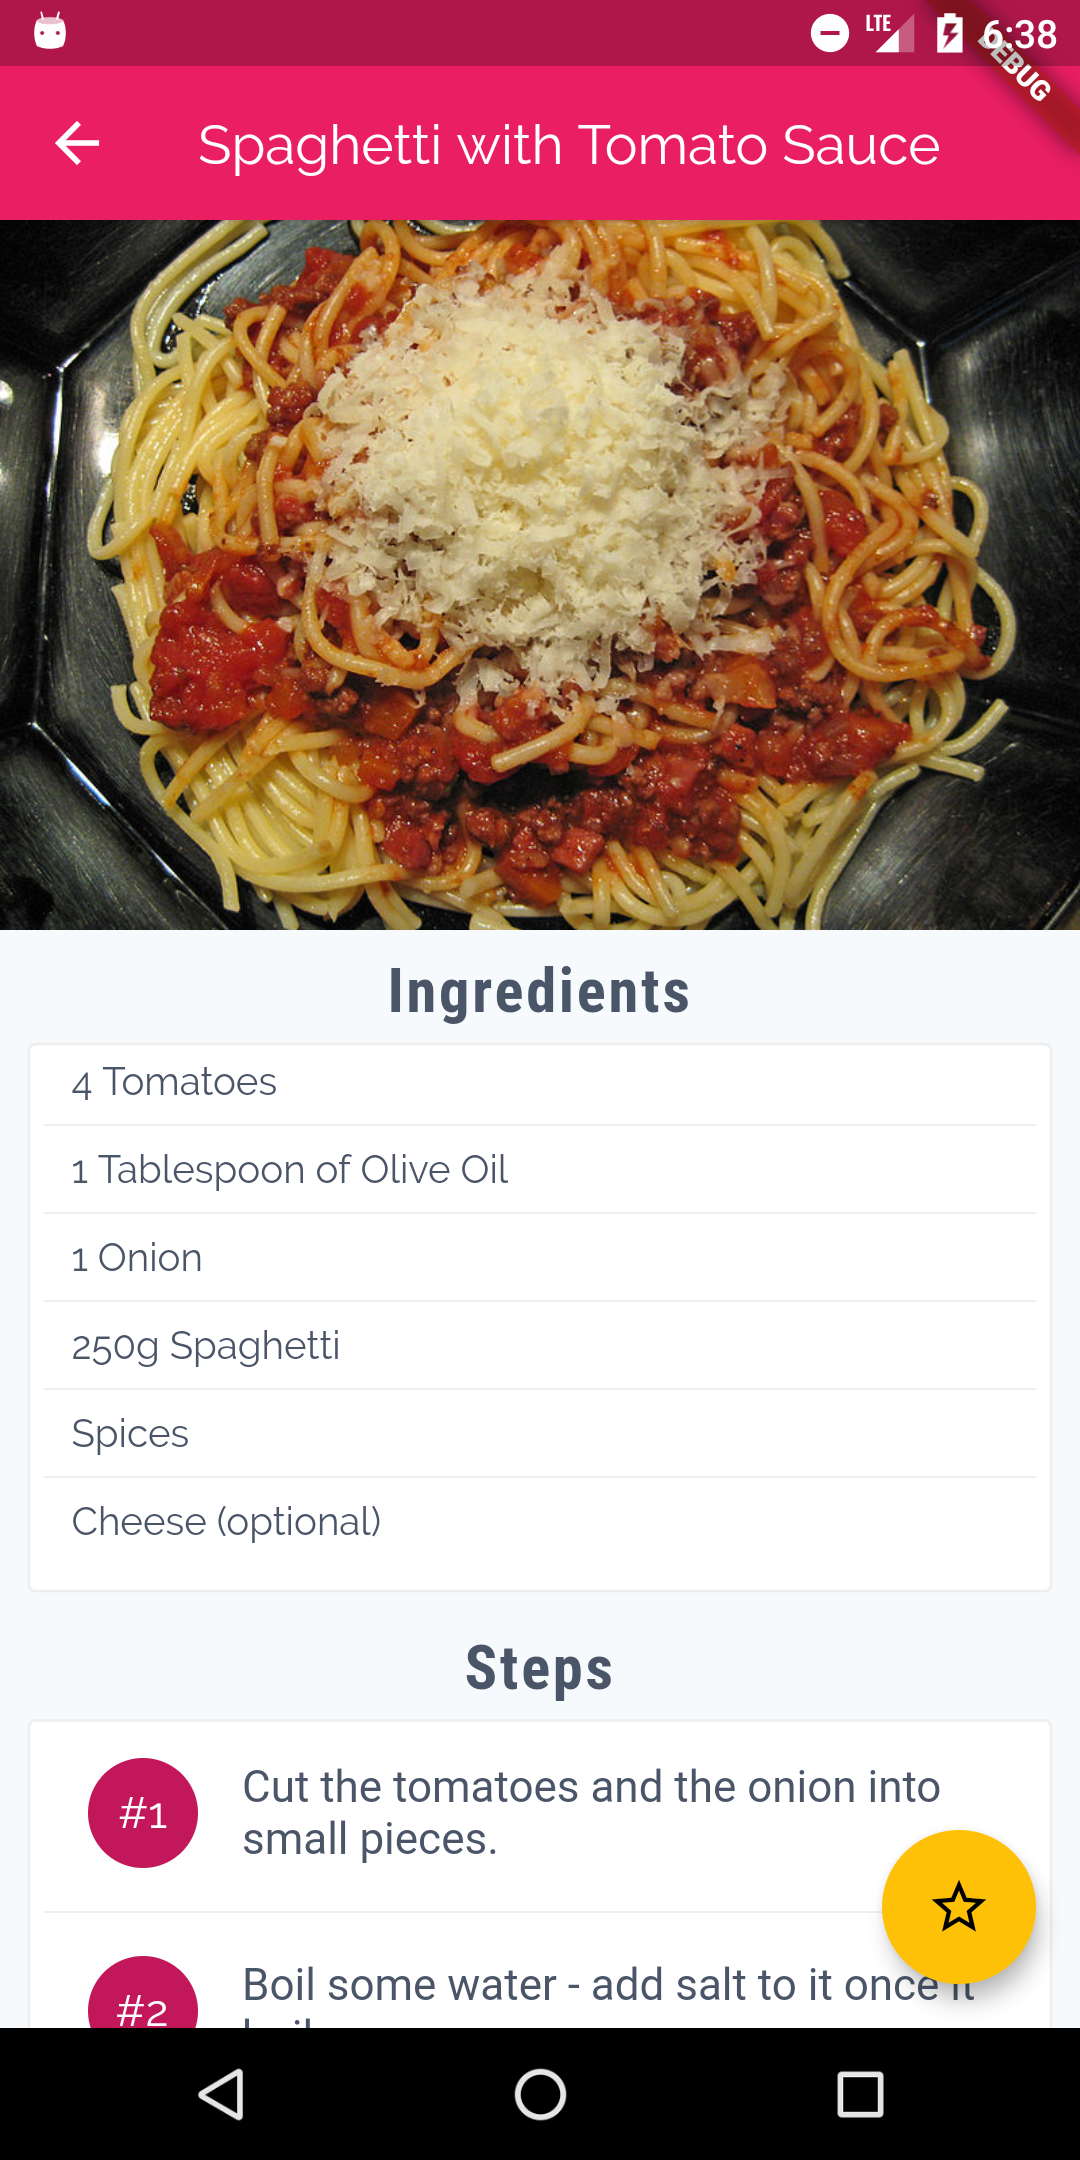 LTE 6:38
DEBUG
Spaghetti with Tomato Sauce
Ingredients
4 Tomatoes
1 Tablespoon of Olive Oil
1 Onion
250g Spaghetti
Spices
Cheese (optional)
Steps
#1
Cut the tomatoes and the onion into
small pieces.
#2
Boil some water - add salt to it once it